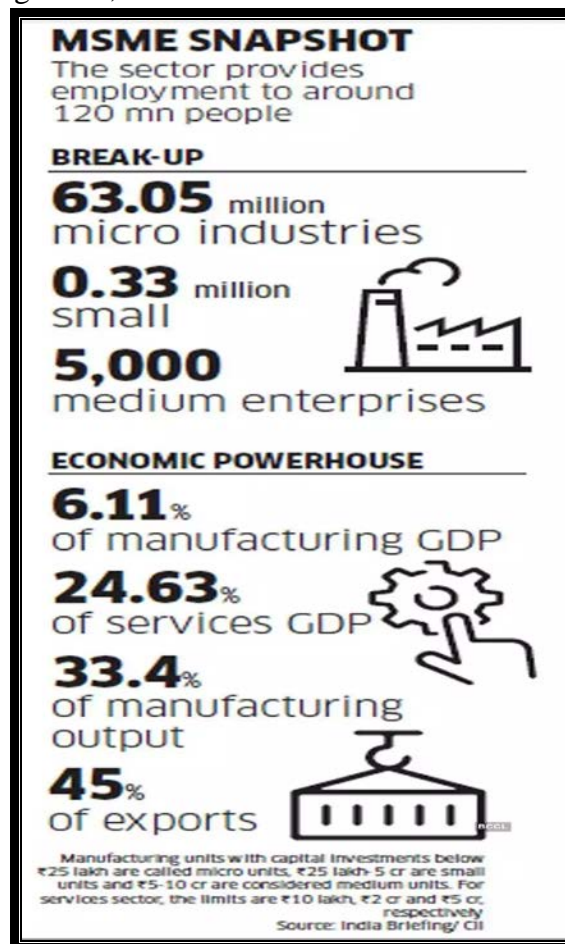 MSME SNAPSHOT
The sector provides
employment to around
120 mn people
BREAK-UP
63.05 million
micro industries
0.33 million
small
5,000
medium enterprises
ECONOMIC POWERHOUSE
6.11%
of manufacturing GDP
24.63%
of services GDP
33.4%
of manufacturing
output
45%
of exports
BCCL
Manufacturing units with capital investments below
₹25 lakh are called micro units, ₹25 lakh- 5 cr are small
units and ₹5-10 cr are considered medium units. For
services sector, the limits are ₹10 lakh, ₹2 cr and ₹5 cr,
respectively
Source: India Briefing/ CII